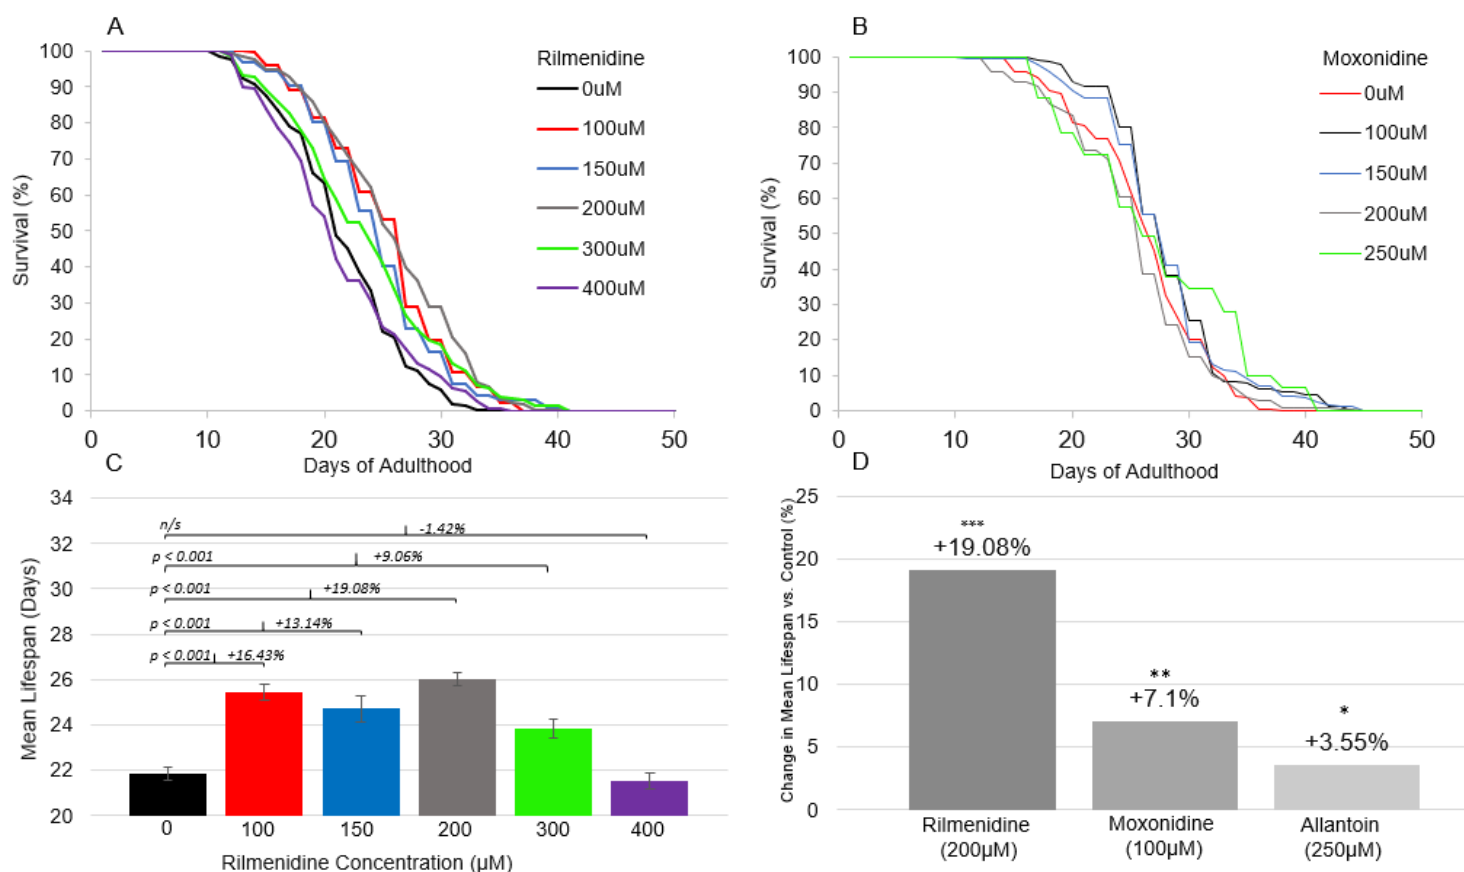 A
100
90
80
70
60
50
40
30
20
10
0
Survival (%)
0
10
20
30
40
50
Days of Adulthood
Rilmenidine
0uM
100uM
150uM
200uM
300uM
400uM
B
100
90
80
70
60
50
40
30
20
10
0
Survival (%)
0
10
20
30
40
50
Days of Adulthood
Moxonidine
0uM
100uM
150uM
200uM
250uM
C
34
32
30
28
26
24
22
20
Mean Lifespan (Days)
n/s
-1.42%
p < 0.001
+9.06%
p < 0.001
+19.08%
p < 0.001
+13.14%
p < 0.001
+16.43%
0
100
150
200
300
400
Rilmenidine Concentration (µM)
D
25
20
15
10
5
0
Change in Mean Lifespan vs. Control (%)
***
+19.08%
**
+7.1%
*
+3.55%
Rilmenidine
(200µM)
Moxonidine
(100µM)
Allantoin
(250µM)